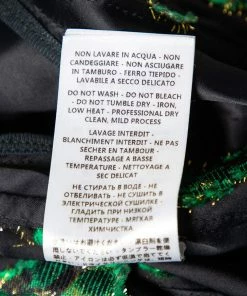 NON LAVARE IN ACQUA - NON
CANDEGGIARE - NON ASCIUGARE
IN TAMBURO - FERRO TIEPIDO -
LAVABILE A SECCO DELICATO
DO NOT WASH - DO NOT BLEACH
- DO NOT TUMBLE DRY - IRON,
LOW HEAT - PROFESSIONAL DRY
CLEAN, MILD PROCESS
LAVAGE INTERDIT -
BLANCHIMENT INTERDIT - NE PAS
SECHER AU TAMBOUR -
REPASSAGE A BASSE
TEMPERATURE - NETTOYAGE A
SEC DELICAT
НЕ СТИРАТЬ В ВОДЕ - НЕ
ОТБЕЛИВАТЬ - НЕ СУШИТЬ В
ЭЛЕКТРИЧЕСКОЙ СУШИЛКЕ -
ГЛАДИТЬ ПРИ НИЗКОЙ
ТЕМПЕРАТУРЕ - МЯГКАЯ
ХИМЧИСТКА